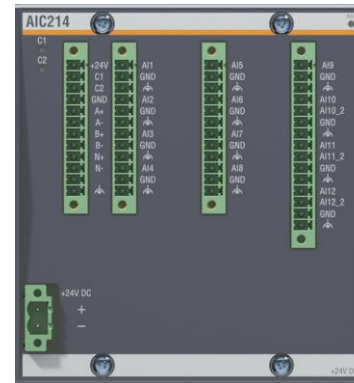 AIC214
C1
C2
+24V
C1
C2
GND
A+
A-
B+
B-
N+
N-
AI1
GND
AI2
GND
AI3
GND
AI4
GND
AI5
GND
AI6
GND
AI7
GND
AI8
GND
AI9
GND
AI10
AI10_2
GND
AI11
AI11_2
GND
AI12
AI12_2
GND
+24V DC
+
−
+24V DC